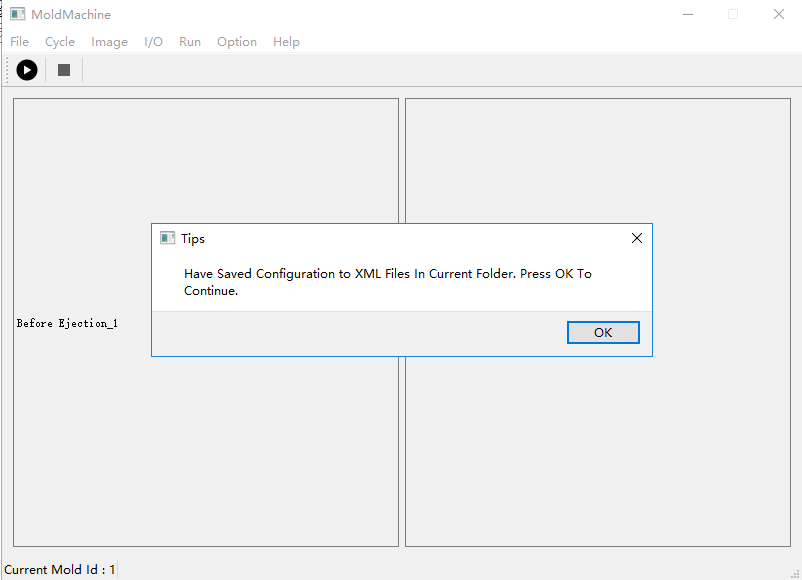 MoldMachine
File Cycle Image I/O Run Option Help
Tips
Have Saved Configuration to XML Files In Current Folder. Press OK To
Continue.
OK
Before Ejection_1
Current Mold Id : 1